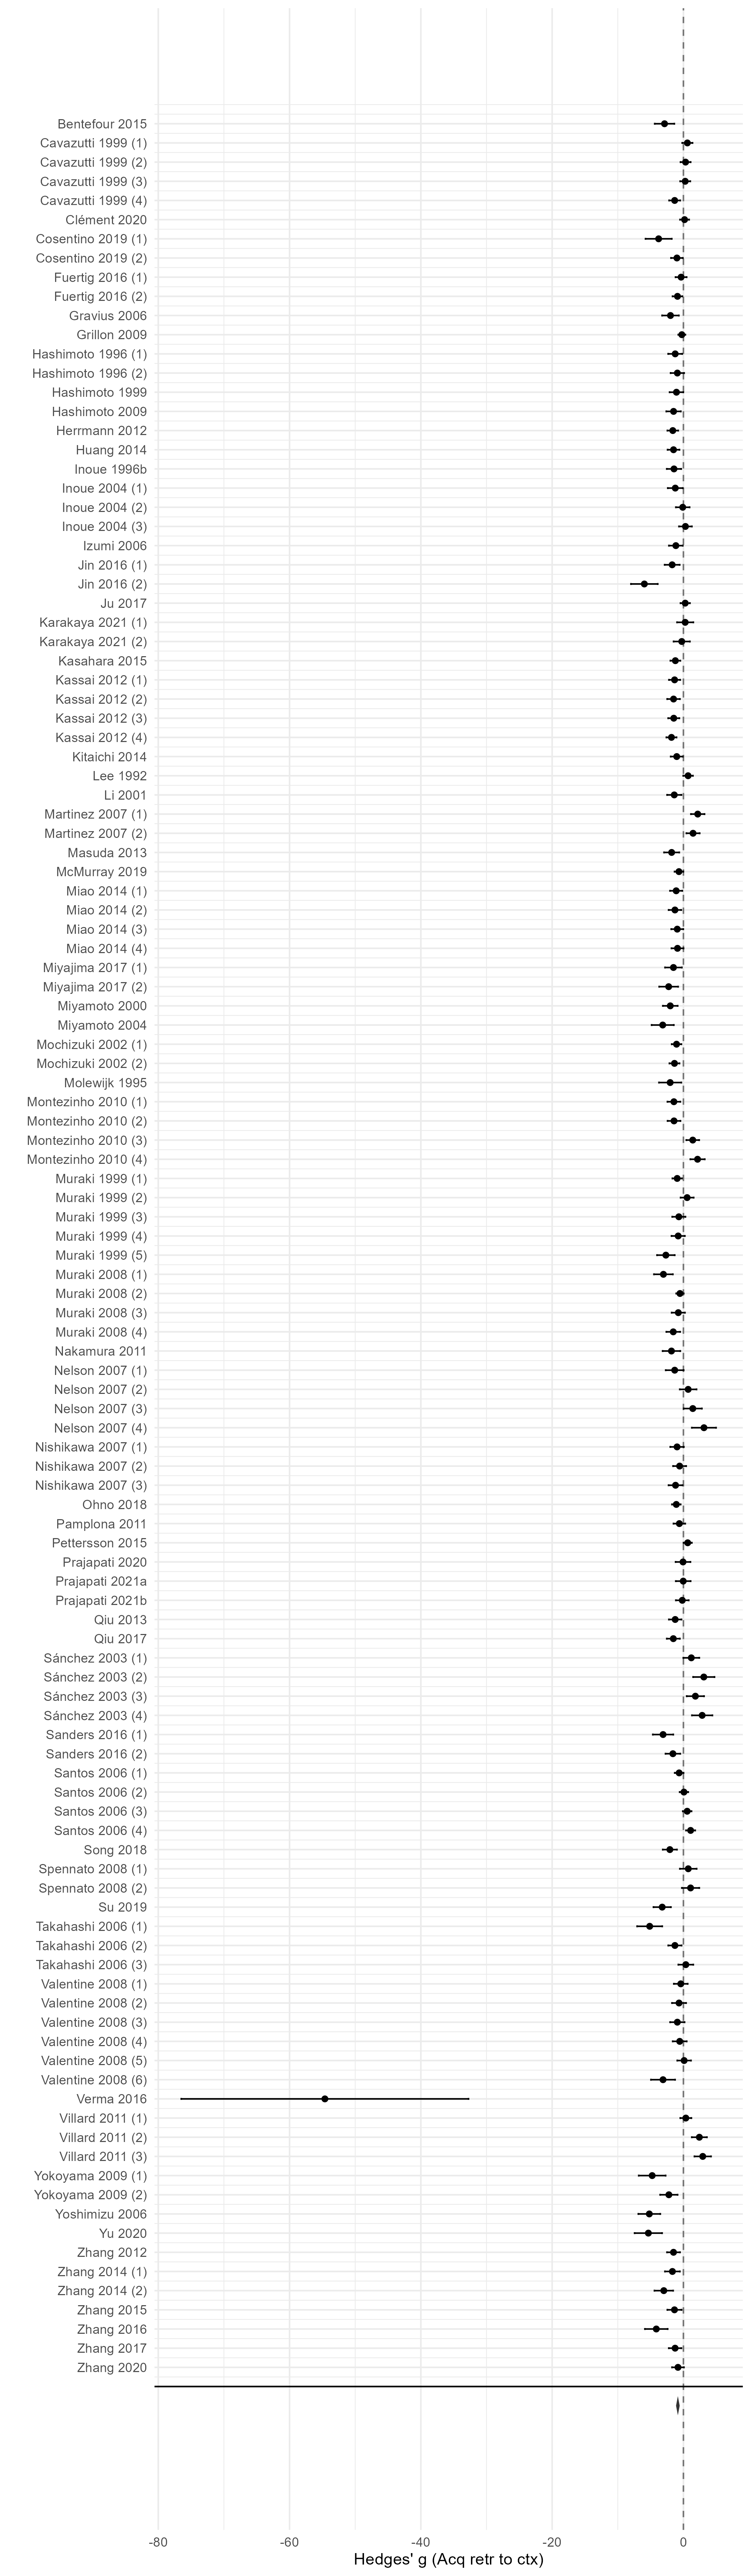 Bentefour 2015
Cavazutti 1999 (1)
Cavazutti 1999 (2)
Cavazutti 1999 (3)
Cavazutti 1999 (4)
Clément 2020
Cosentino 2019 (1)
Cosentino 2019 (2)
Fuertig 2016 (1)
Fuertig 2016 (2)
Gravius 2006
Grillon 2009
Hashimoto 1996 (1)
Hashimoto 1996 (2)
Hashimoto 1999
Hashimoto 2009
Herrmann 2012
Huang 2014
Inoue 1996b
Inoue 2004 (1)
Inoue 2004 (2)
Inoue 2004 (3)
Izumi 2006
Jin 2016 (1)
Jin 2016 (2)
Ju 2017
Karakaya 2021 (1)
Karakaya 2021 (2)
Kasahara 2015
Kassai 2012 (1)
Kassai 2012 (2)
Kassai 2012 (3)
Kassai 2012 (4)
Kitaichi 2014
Lee 1992
Li 2001
Martinez 2007 (1)
Martinez 2007 (2)
Masuda 2013
McMurray 2019
Miao 2014 (1)
Miao 2014 (2)
Miao 2014 (3)
Miao 2014 (4)
Miyajima 2017 (1)
Miyajima 2017 (2)
Miyamoto 2000
Miyamoto 2004
Mochizuki 2002 (1)
Mochizuki 2002 (2)
Molewijk 1995
Montezinho 2010 (1)
Montezinho 2010 (2)
Montezinho 2010 (3)
Montezinho 2010 (4)
Muraki 1999 (1)
Muraki 1999 (2)
Muraki 1999 (3)
Muraki 1999 (4)
Muraki 1999 (5)
Muraki 2008 (1)
Muraki 2008 (2)
Muraki 2008 (3)
Muraki 2008 (4)
Nakamura 2011
Nelson 2007 (1)
Nelson 2007 (2)
Nelson 2007 (3)
Nelson 2007 (4)
Nishikawa 2007 (1)
Nishikawa 2007 (2)
Nishikawa 2007 (3)
Ohno 2018
Pamplona 2011
Pettersson 2015
Prajapati 2020
Prajapati 2021a
Prajapati 2021b
Qiu 2013
Qiu 2017
Sánchez 2003 (1)
Sánchez 2003 (2)
Sánchez 2003 (3)
Sánchez 2003 (4)
Sanders 2016 (1)
Sanders 2016 (2)
Santos 2006 (1)
Santos 2006 (2)
Santos 2006 (3)
Santos 2006 (4)
Song 2018
Spennato 2008 (1)
Spennato 2008 (2)
Su 2019
Takahashi 2006 (1)
Takahashi 2006 (2)
Takahashi 2006 (3)
Valentine 2008 (1)
Valentine 2008 (2)
Valentine 2008 (3)
Valentine 2008 (4)
Valentine 2008 (5)
Valentine 2008 (6)
Verma 2016
Villard 2011 (1)
Villard 2011 (2)
Villard 2011 (3)
Yokoyama 2009 (1)
Yokoyama 2009 (2)
Yoshimizu 2006
Yu 2020
Zhang 2012
Zhang 2014 (1)
Zhang 2014 (2)
Zhang 2015
Zhang 2016
Zhang 2017
Zhang 2020
-80 -60 -40 -20 0
Hedges' g (Acq retr to ctx)